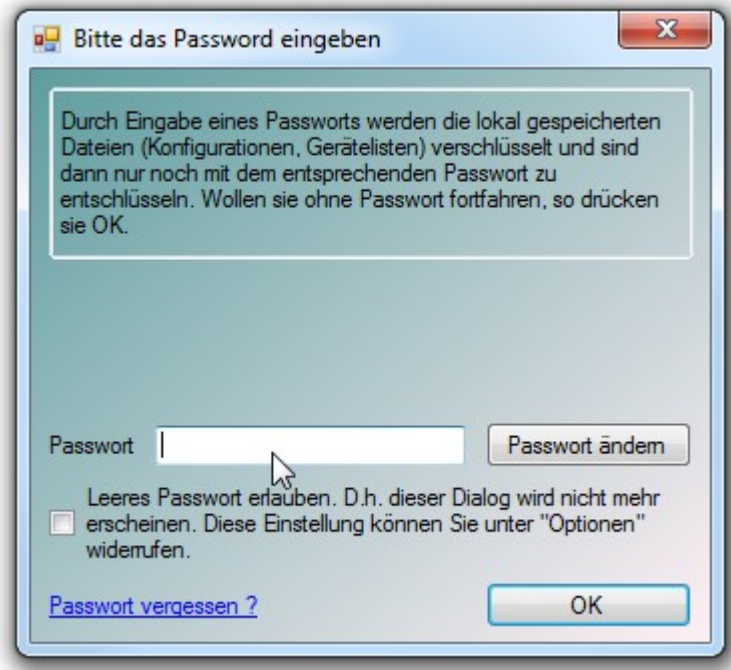 Bitte das Password eingeben
Durch Eingabe eines Passworts werden die lokal gespeicherten
Dateien (Konfigurationen, Gerätelisten) verschlüsselt und sind
dann nur noch mit dem entsprechenden Passwort zu
entschlüsseln. Wollen sie ohne Passwort fortfahren, so drücken
sie OK.
Passwort
Passwort ändern
Leeres Passwort erlauben. D.h. dieser Dialog wird nicht mehr
erscheinen. Diese Einstellung können Sie unter "Optionen"
widerrufen.
Passwort vergessen ?
OK